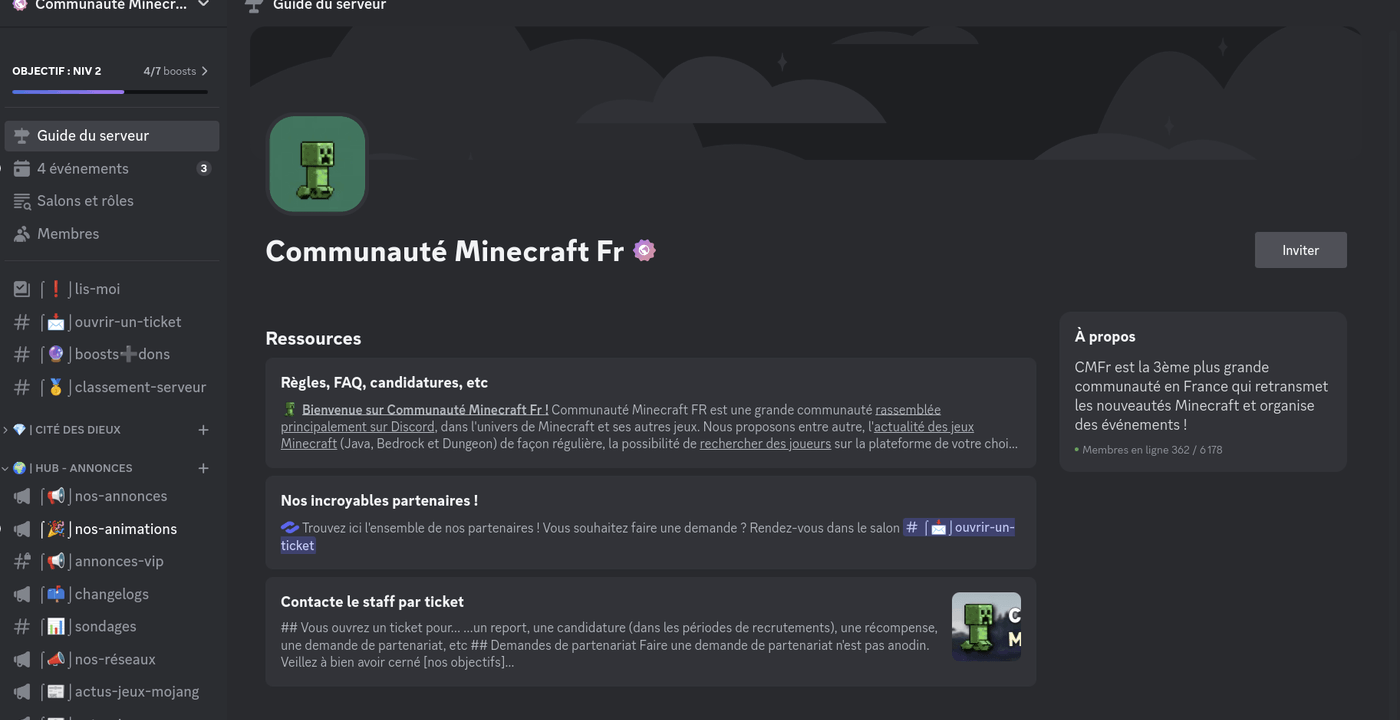 Communauté Minecr...
OBJECTIF : NIV 2
4/7 boosts
Guide du serveur
4 événements
3
Salons et rôles
Membres
# ⌠❗⌡lis-moi
# ⌠📩⌡ouvrir-un-ticket
# ⌠🔮⌡boosts➕dons
# ⌠🥇⌡classement-serveur
💎 | CITÉ DES DIEUX
🌍 | HUB - ANNONCES
⌠📢⌡nos-annonces
⌠🎉⌡nos-animations
⌠📢⌡annonces-vip
⌠📫⌡changelogs
⌠📊⌡sondages
⌠📣⌡nos-réseaux
⌠📰⌡actus-jeux-mojang
Guide du serveur
Communauté Minecraft Fr
Inviter
Ressources
Règles, FAQ, candidatures, etc
Bienvenue sur Communauté Minecraft Fr ! Communauté Minecraft FR est une grande communauté rassemblée
principalement sur Discord, dans l'univers de Minecraft et ses autres jeux. Nous proposons entre autre, l'actualité des jeux
Minecraft (Java, Bedrock et Dungeon) de façon régulière, la possibilité de rechercher des joueurs sur la plateforme de votre choi...
Nos incroyables partenaires !
Trouvez ici l'ensemble de nos partenaires ! Vous souhaitez faire une demande ? Rendez-vous dans le salon # ⌠📩⌡ouvrir-un-
ticket
Contacte le staff par ticket
## Vous ouvrez un ticket pour... ...un report, une candidature (dans les périodes de recrutements), une récompense,
une demande de partenariat, etc ## Demandes de partenariat Faire une demande de partenariat n'est pas anodin.
Veillez à bien avoir cerné [nos objectifs]...
C
M
À propos
CMFr est la 3ème plus grande
communauté en France qui retransmet
les nouveautés Minecraft et organise
des événements !
Membres en ligne 362 / 6 178